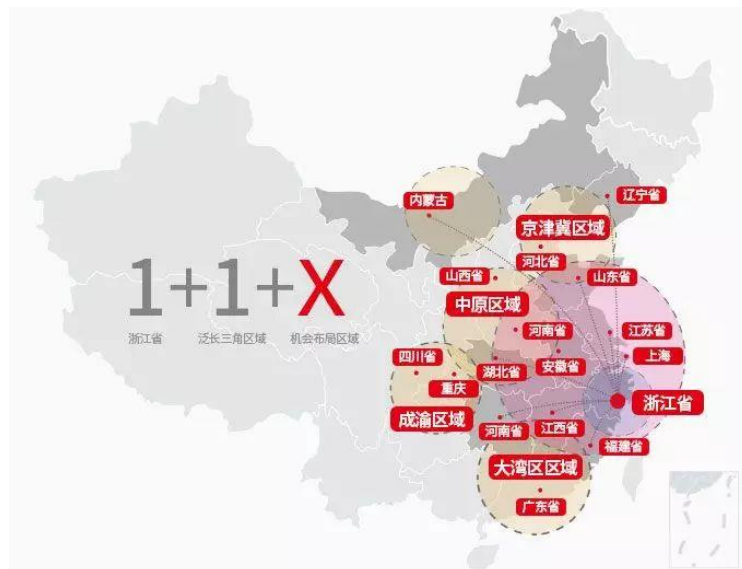 辽宁省
内蒙古
京津冀区域
河北省
山西省
山东省
1+1+X
中原区域
浙江省
泛长三角区域
机会布局区域
河南省
江苏省
四川省
湖北省
安徽省
上海
重庆
浙江省
成渝区域
河南省
江西省
福建省
大湾区区域
广东省